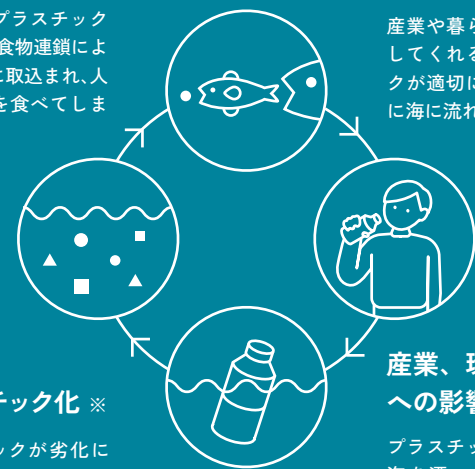 プラスチック
食物連鎖によ
に取込まれ、人
を食べてしま
産業や暮ら
してくれる
クが適切に
に海に流れ
チック化 ※
ックが劣化に
産業、
への影響
プラスチッ